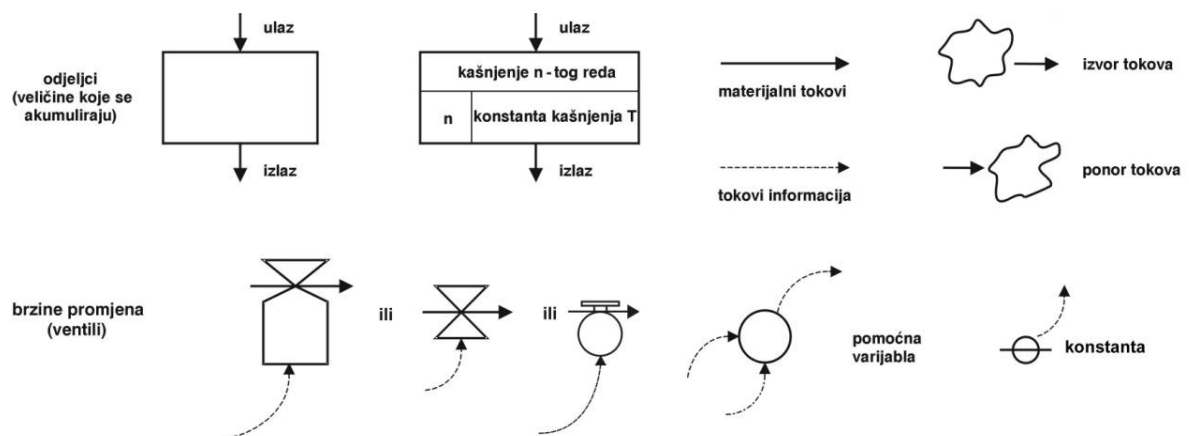 ulaz
odjeljci
(veličine koje se
akumuliraju)
izlaz
ulaz
kašnjenje n - tog reda
n
konstanta kašnjenja T
izlaz
materijalni tokovi
tokovi informacija
izvor tokova
ponor tokova
brzine promjena
(ventili)
ili
ili
pomoćna
varijabla
konstanta